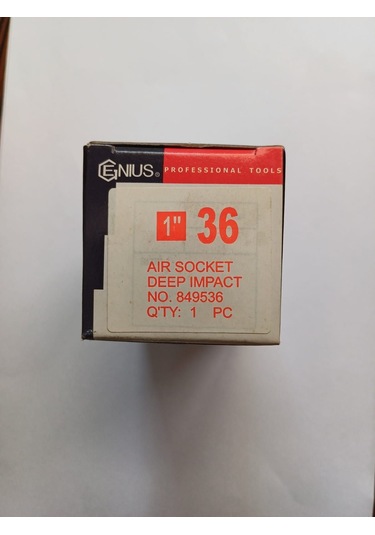 GENIUS® PROFESSIONAL TOOLS
1" 36
AIR SOCKET
DEEP IMPACT
NO. 849536
Q'TY: 1 PC